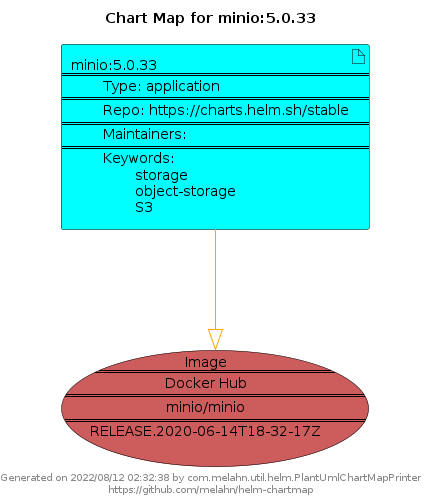 Chart Map for minio:5.0.33
minio:5.0.33
Type: application
Repo: https://charts.helm.sh/stable
Maintainers:
Keywords:
storage
object-storage
S3
Image
Docker Hub
minio/minio
RELEASE.2020-06-14T18-32-17Z
Generated on 2022/08/12 02:32:38 by com.melahn.util.helm.PlantUmlChartMapPrinter
https://github.com/melahn/helm-chartmap